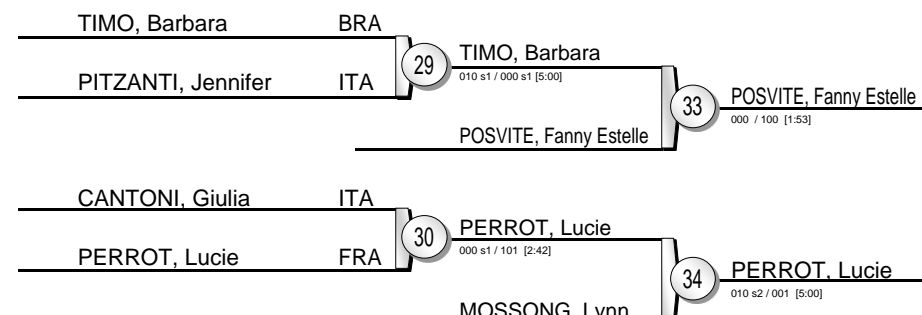 TIMO, Barbara BRA
29
TIMO, Barbara
010 s1 / 000 s1 [5:00]
PITZANTI, Jennifer ITA
33
POSVITE, Fanny Estelle
000 / 100 [1:53]
POSVITE, Fanny Estelle
CANTONI, Giulia ITA
30
PERROT, Lucie
000 s1 / 101 [2:42]
PERROT, Lucie FRA
34
PERROT, Lucie
010 s2 / 001 [5:00]
MOSSONG, Lynn